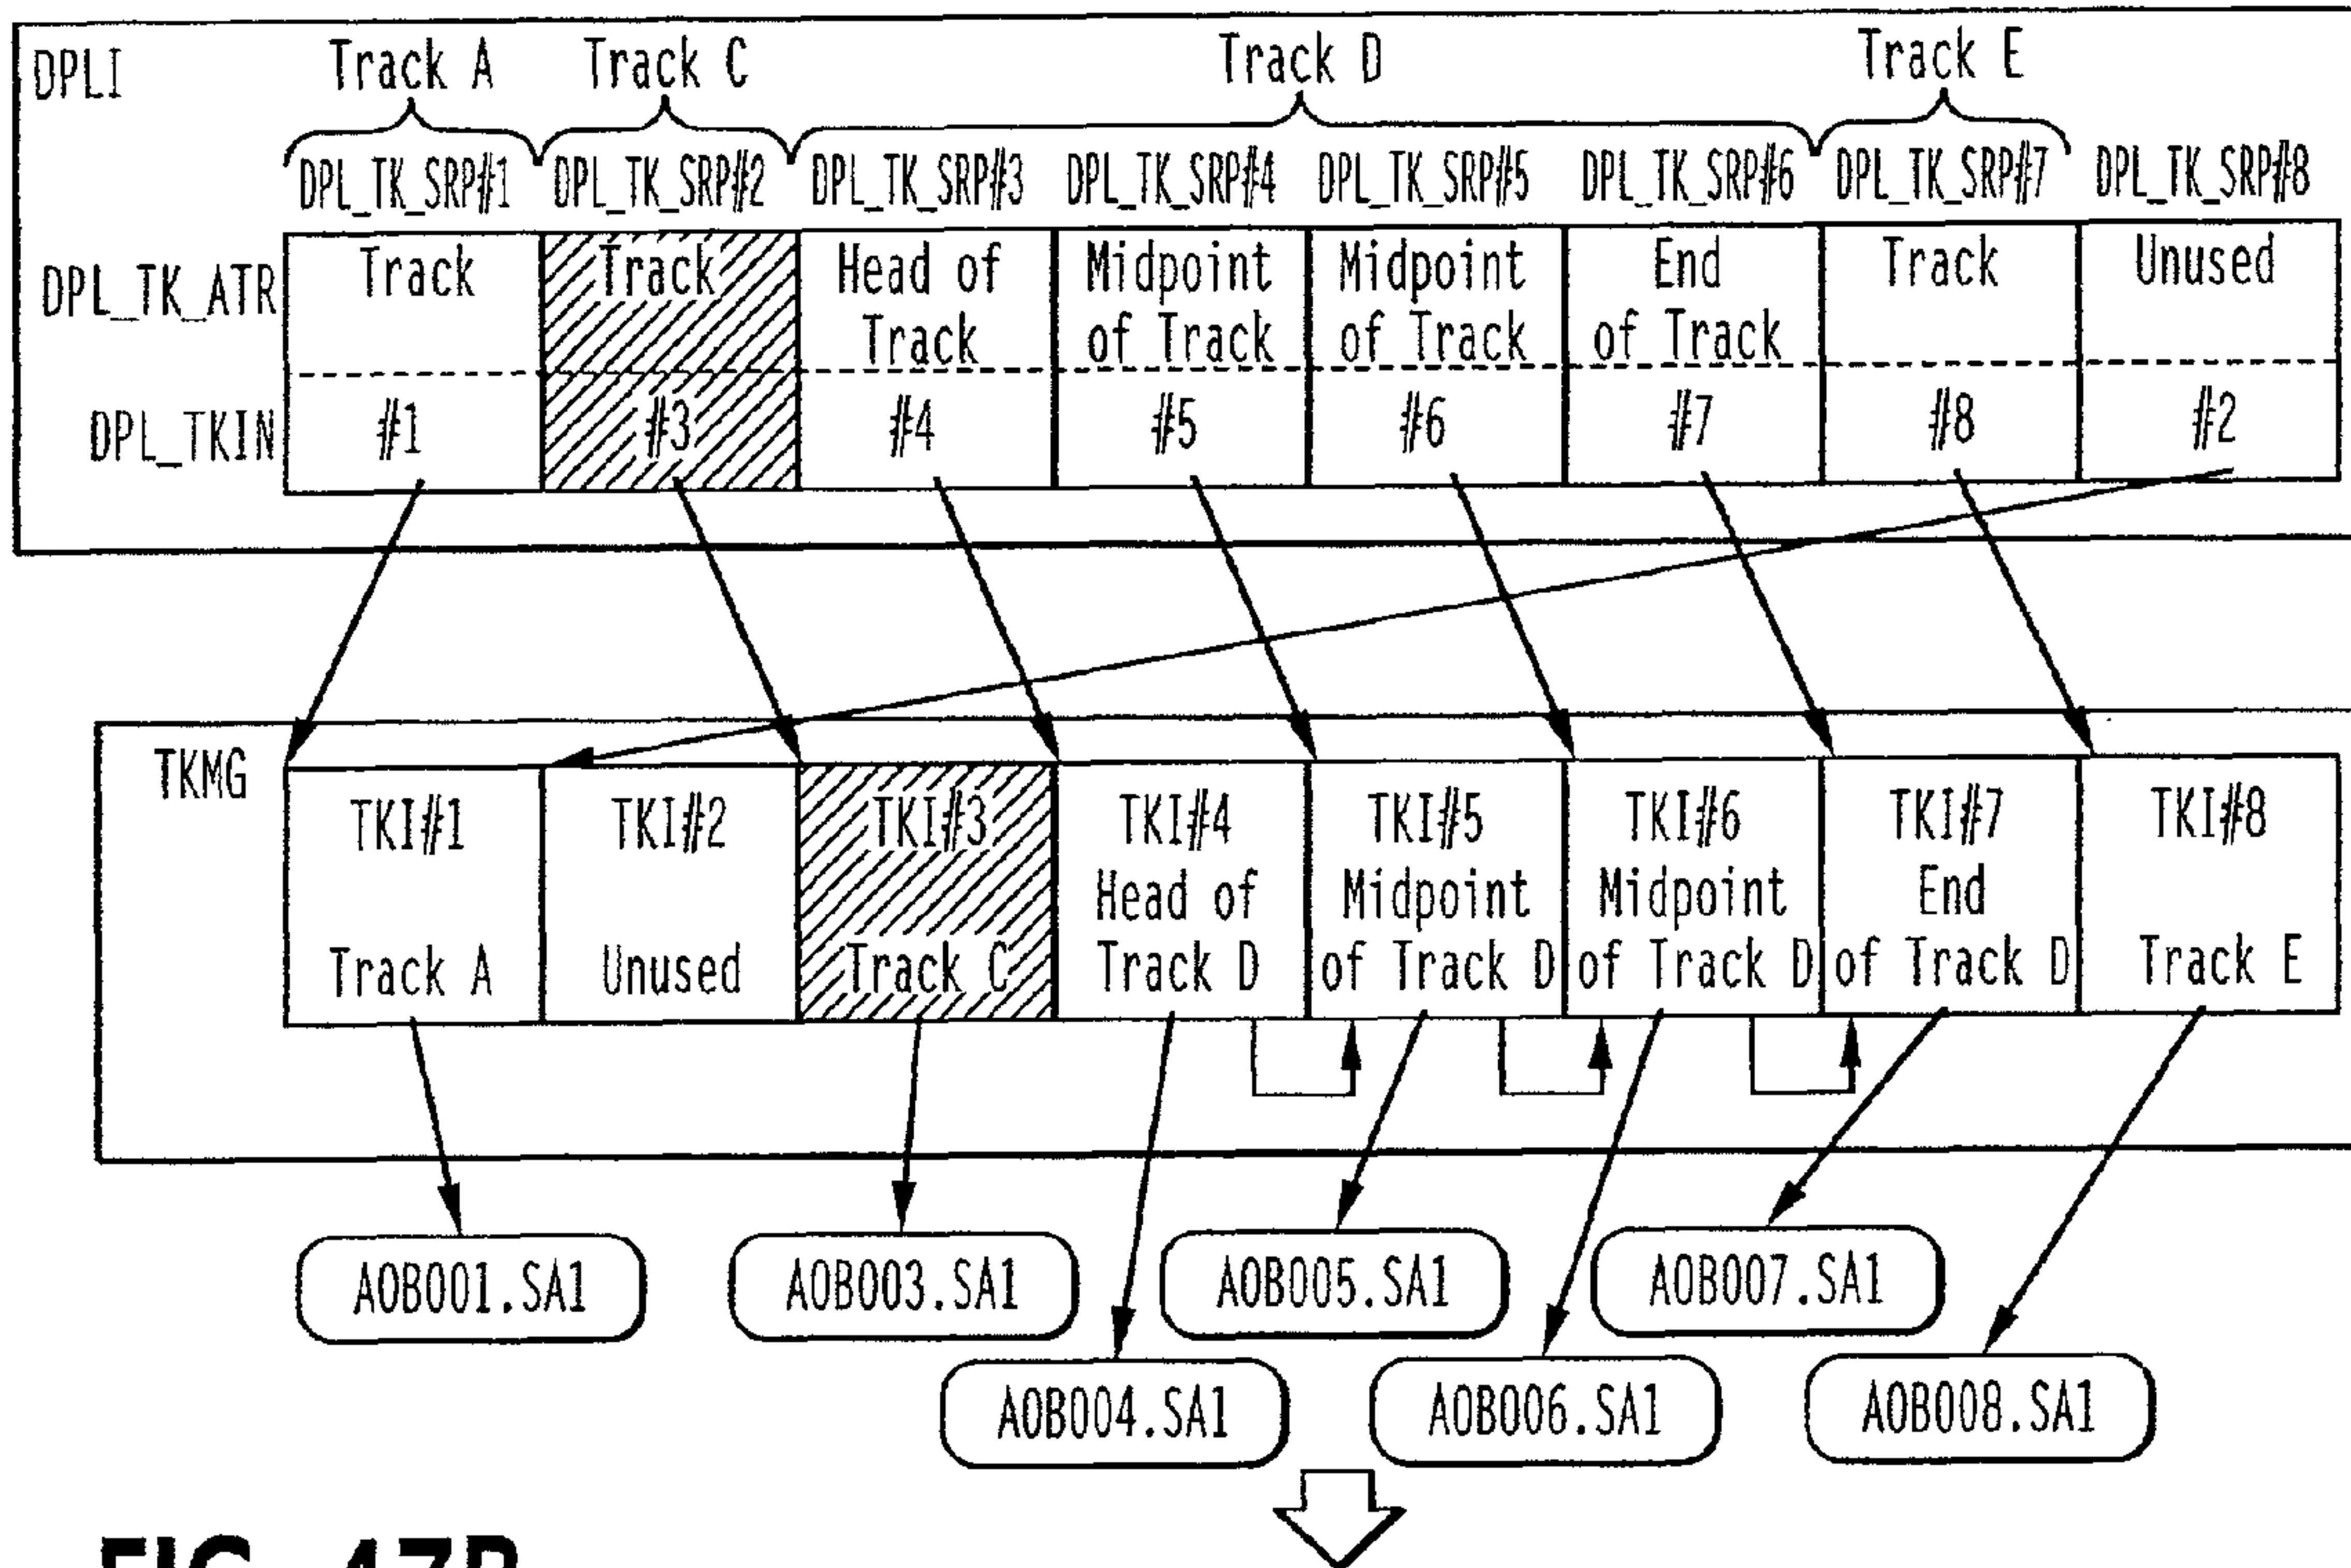 DPLI
Track A Track C Track D Track E
DPL_TK_SRP#1 DPL_TK_SRP#2 DPL_TK_SRP#3 DPL_TK_SRP#4 DPL_TK_SRP#5 DPL_TK_SRP#6 DPL_TK_SRP#7 DPL_TK_SRP#8
DPL_TK_ATR
Track Track Head of Midpoint Midpoint End Track Unused
Track of Track of Track of Track
DPL_TKIN #1 #3 #4 #5 #6 #7 #8 #2
TKMG
TKI#1 TKI#2 TKI#3 TKI#4 TKI#5 TKI#6 TKI#7 TKI#8
Head of Midpoint Midpoint End
Track A Unused Track C Track D of Track D of Track D of Track D Track E
AOB001.SA1 AOB003.SA1 AOB005.SA1 AOB007.SA1
AOB004.SA1 AOB006.SA1 AOB008.SA1
FIG. 47B